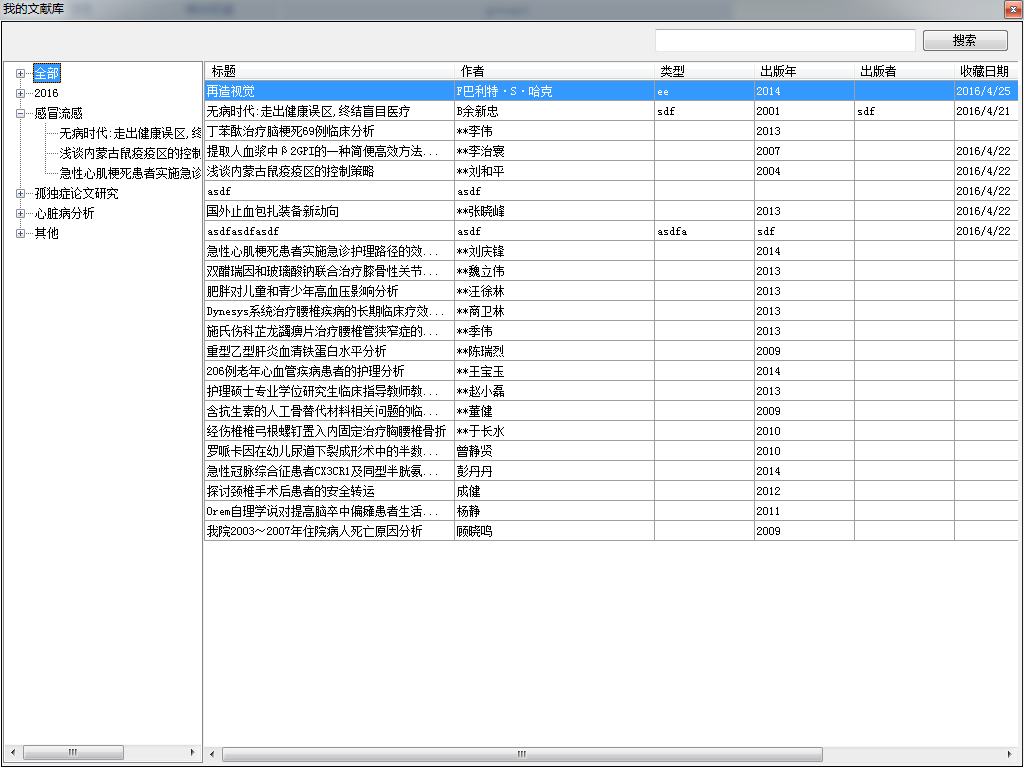 我的文献库
搜索
全部
2016
感冒流感
无病时代:走出健康误区,终
浅谈内蒙古鼠疫疫区的控制
急性心肌梗死患者实施急诊
孤独症论文研究
心脏病分析
其他
标题 作者 类型 出版年 出版者 收藏日期
再造视觉 F巴利特·S·哈克 ee 2014 2016/4/25
无病时代:走出健康误区,终结盲目医疗 B余新忠 sdf 2001 sdf 2016/4/21
丁苯酞治疗脑梗死69例临床分析 **李伟 2013
提取人血浆中β2GPI的一种简便高效方法... **李治寰 2007 2016/4/22
浅谈内蒙古鼠疫疫区的控制策略 **刘和平 2004 2016/4/22
asdf asdf 2016/4/22
国外止血包扎装备新动向 **张晓峰 2013 2016/4/22
asdfasdfasdf asdf asdfa sdf 2016/4/22
急性心肌梗死患者实施急诊护理路径的效... **刘庆锋 2014
双醋瑞因和玻璃酸钠联合治疗膝骨性关节... **魏立伟 2013
肥胖对儿童和青少年高血压影响分析 **汪徐林 2013
Dynesys系统治疗腰椎疾病的长期临床疗效... **商卫林 2013
施氏伤科芷龙蠲痹片治疗腰椎管狭窄症的... **季伟 2013
重型乙型肝炎血清铁蛋白水平分析 **陈瑞烈 2009
206例老年心血管疾病患者的护理分析 **王宝玉 2014
护理硕士专业学位研究生临床指导教师教... **赵小磊 2013
含抗生素的人工骨替代材料相关问题的临... **董健 2009
经伤椎椎弓根螺钉置入内固定治疗胸腰椎骨折 **于长水 2010
罗哌卡因在幼儿尿道下裂成形术中的半数... 曾静贤 2010
急性冠脉综合征患者CX3CR1及同型半胱氨... 彭丹丹 2014
探讨颈椎手术后患者的安全转运 成健 2012
Orem自理学说对提高脑卒中偏瘫患者生活... 杨静 2011
我院2003～2007年住院病人死亡原因分析 顾晓鸣 2009